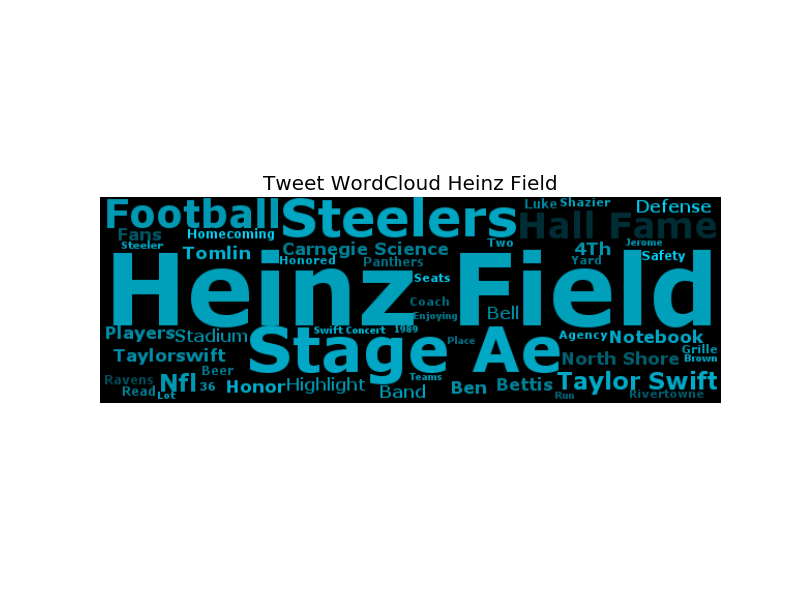 Tweet WordCloud Heinz Field
Football Steelers Luke Shazier Defense
Hall Fame
Fans Homecoming
Steeler Tomlin Carnegie Science Two 4Th Jerome
Honored Panthers Yard Safety
Heinz Field
Seats
Coach
Enjoying Bell
Players Stadium Swift Concert 1989 Agency Notebook
Stage Ae
Place
Taylorswift North Shore Grille
Brown
Beer
Ravens Nfl 36 Honor Highlight Teams Ben Bettis Taylor Swift
Read Lot Band Run Rivertowne